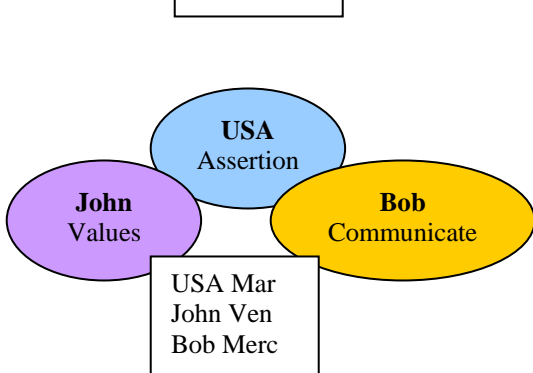 USA
Assertion
John
Values
Bob
Communicate
USA Mar
John Ven
Bob Merc